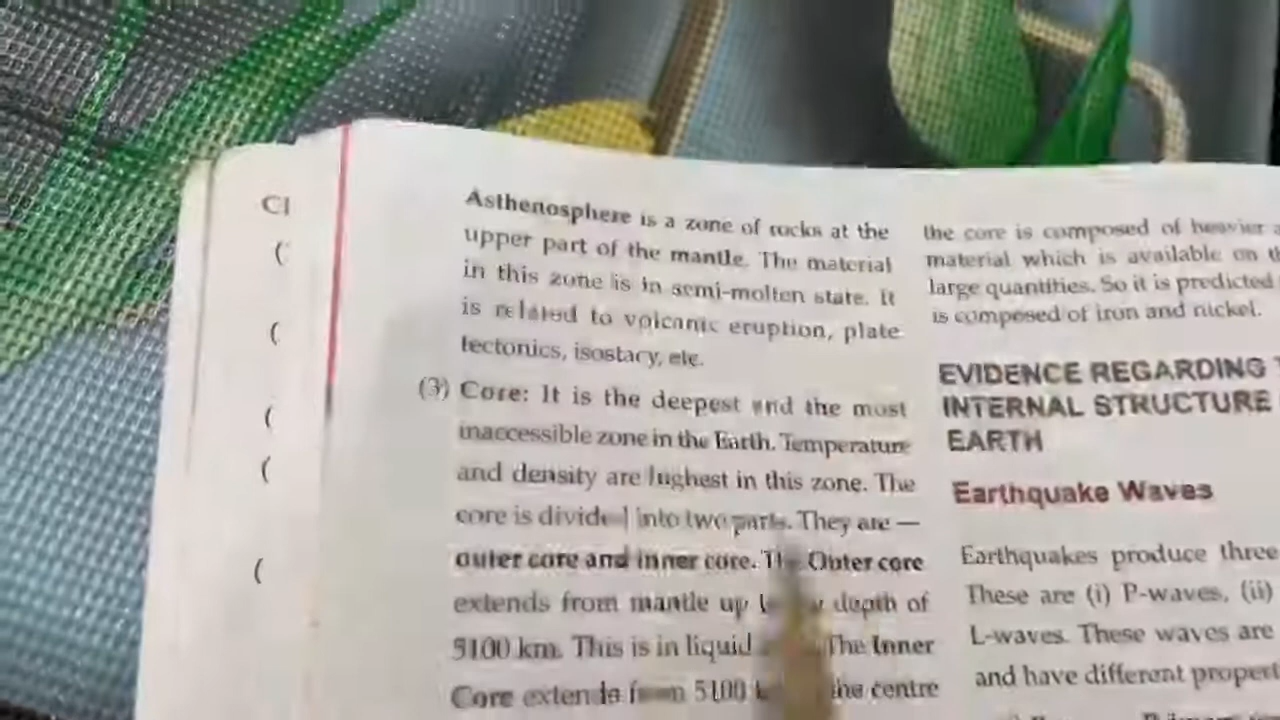 Asthenosphere is a zone of rocks at the
upper part of the mantle. The material
in this zone is in semi-molten state. It
is related to volcanic eruption, plate
tectonics, isostacy, etc.
(3) Core: It is the deepest and the most
inaccessible zone in the Earth. Temperature
and density are highest in this zone. The
core is divided into two parts. They are —
outer core and inner core. The Outer core
extends from mantle up depth of
5100 km. This is in liquid The Inner
Core extends from 5100 the centre
the core is composed of heavier
material which is available on
large quantities. So it is predicted
is composed of iron and nickel.
EVIDENCE REGARDING
INTERNAL STRUCTURE
EARTH
Earthquake Waves
Earthquakes produce three
These are (i) P-waves, (ii)
L-waves. These waves are
and have different